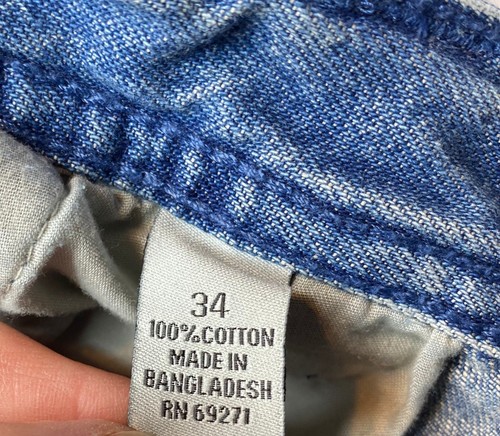 34
100%COTTON
MADE IN
BANGLADESH
RN 69271